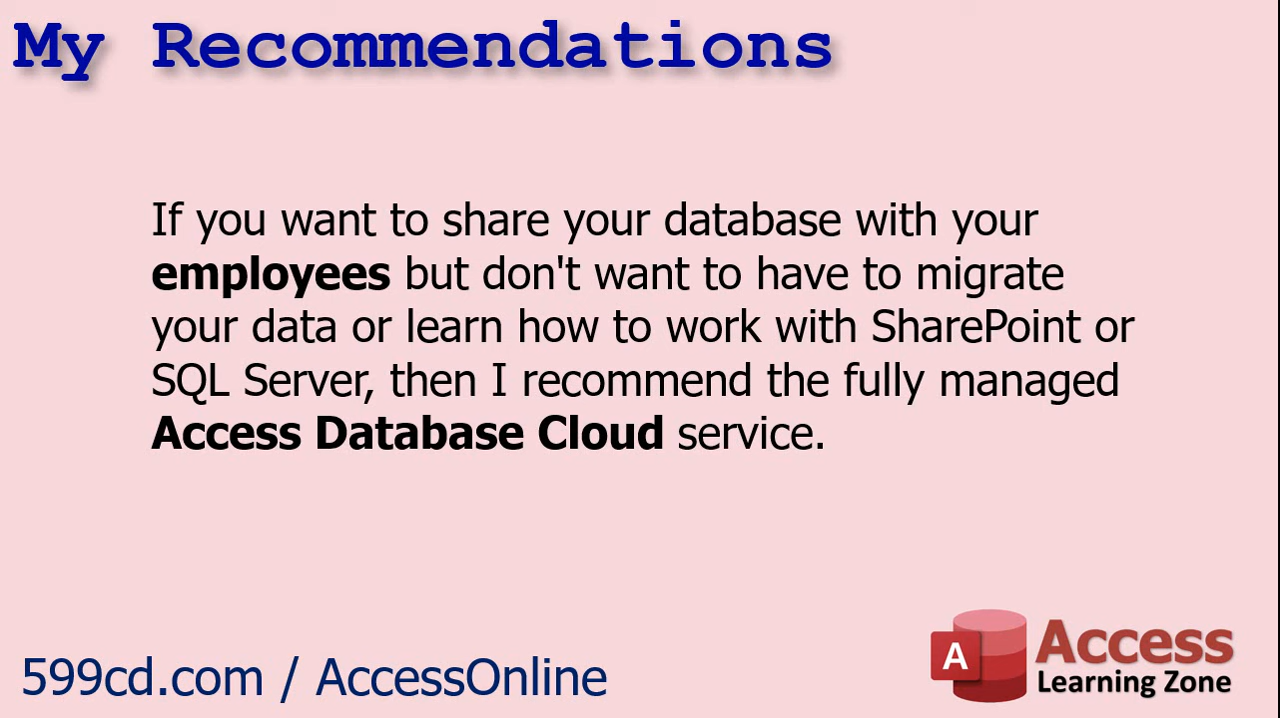 My Recommendations
If you want to share your database with your
employees but don't want to have to migrate
your data or learn how to work with SharePoint or
SQL Server, then I recommend the fully managed
Access Database Cloud service.
599cd.com / AccessOnline
A
Access
Learning Zone